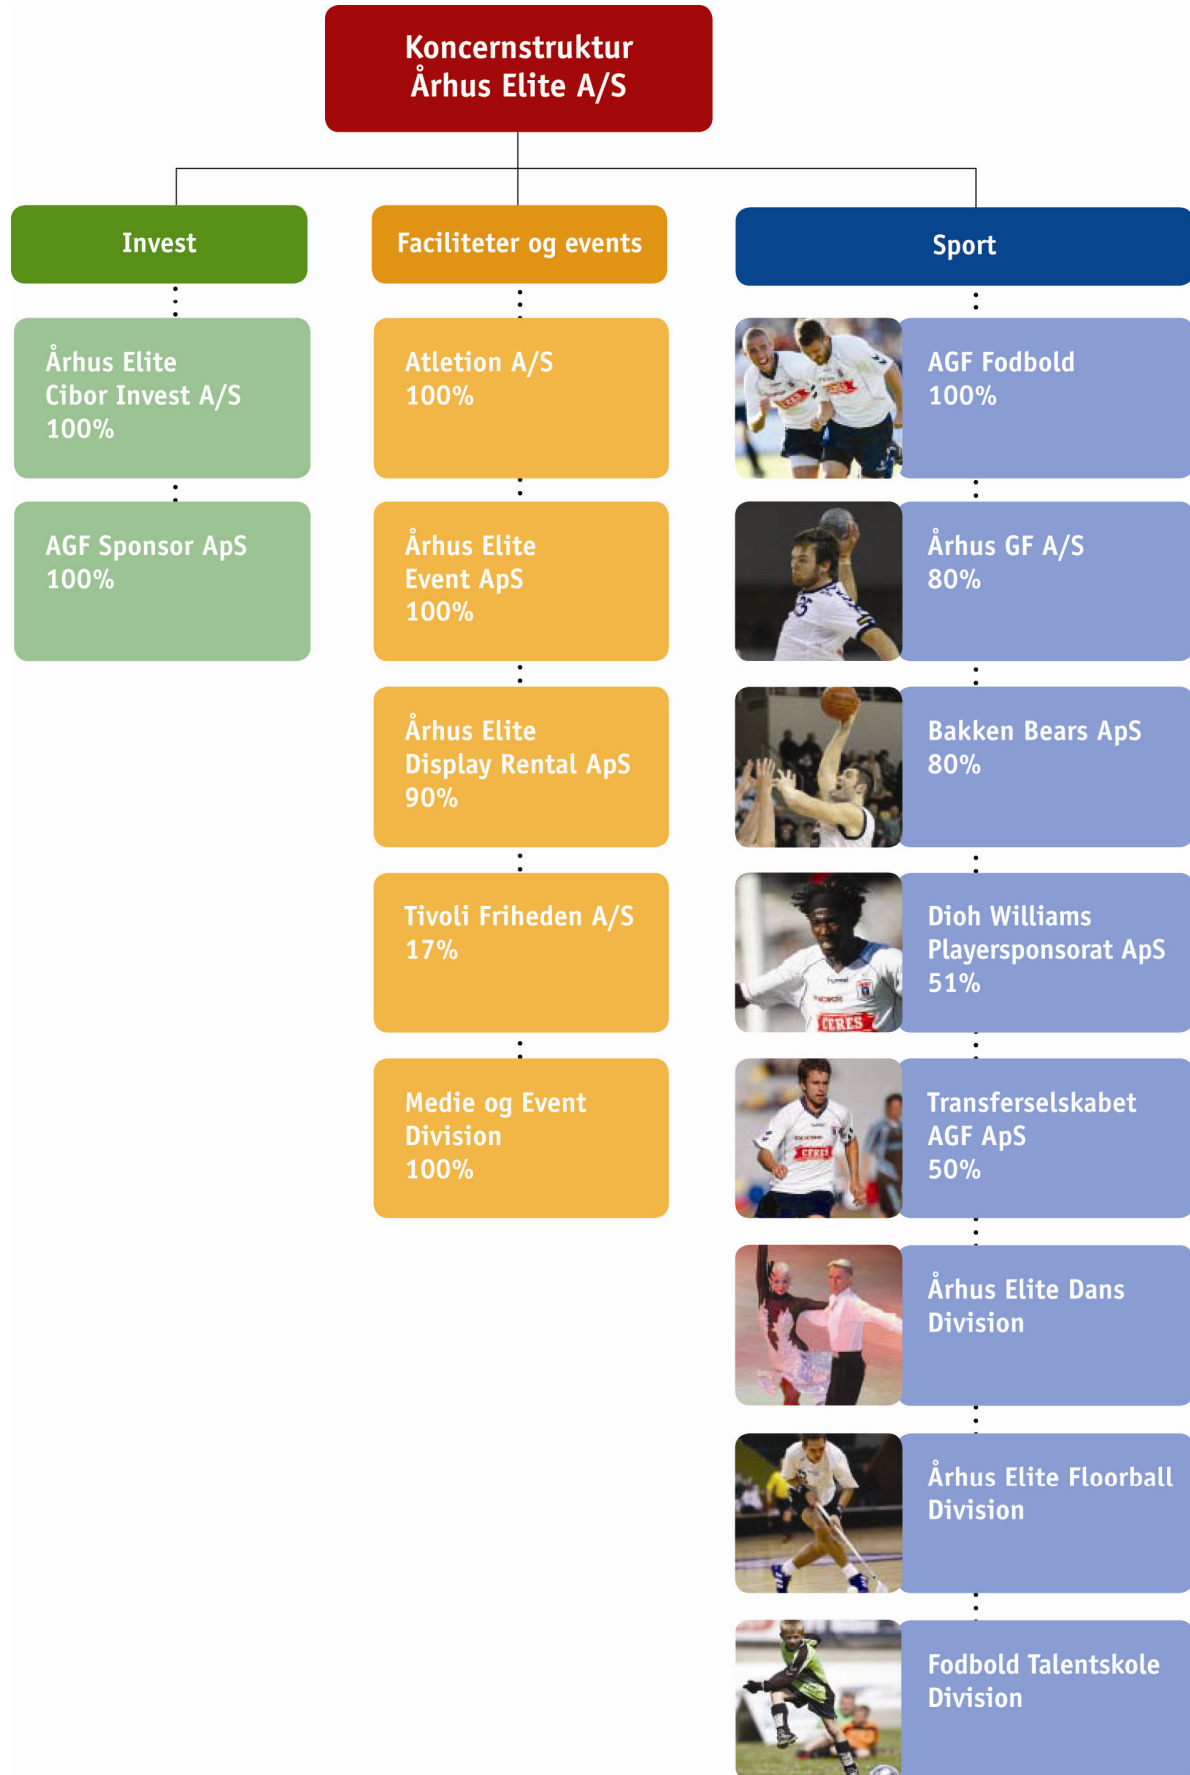 Koncernstruktur
Århus Elite A/S
Invest
Århus Elite
Cibor Invest A/S
100%
AGF Sponsor ApS
100%
Faciliteter og events
Atletion A/S
100%
Århus Elite
Event ApS
100%
Århus Elite
Display Rental ApS
90%
Tivoli Friheden A/S
17%
Medie og Event
Division
100%
Sport
AGF Fodbold
100%
Århus GF A/S
80%
Bakken Bears ApS
80%
Dioh Williams
Playersponsorat ApS
51%
CERES
Transferselskabet
AGF ApS
50%
CERES
Århus Elite Dans
Division
Århus Elite Floorball
Division
Fodbold Talentskole
Division